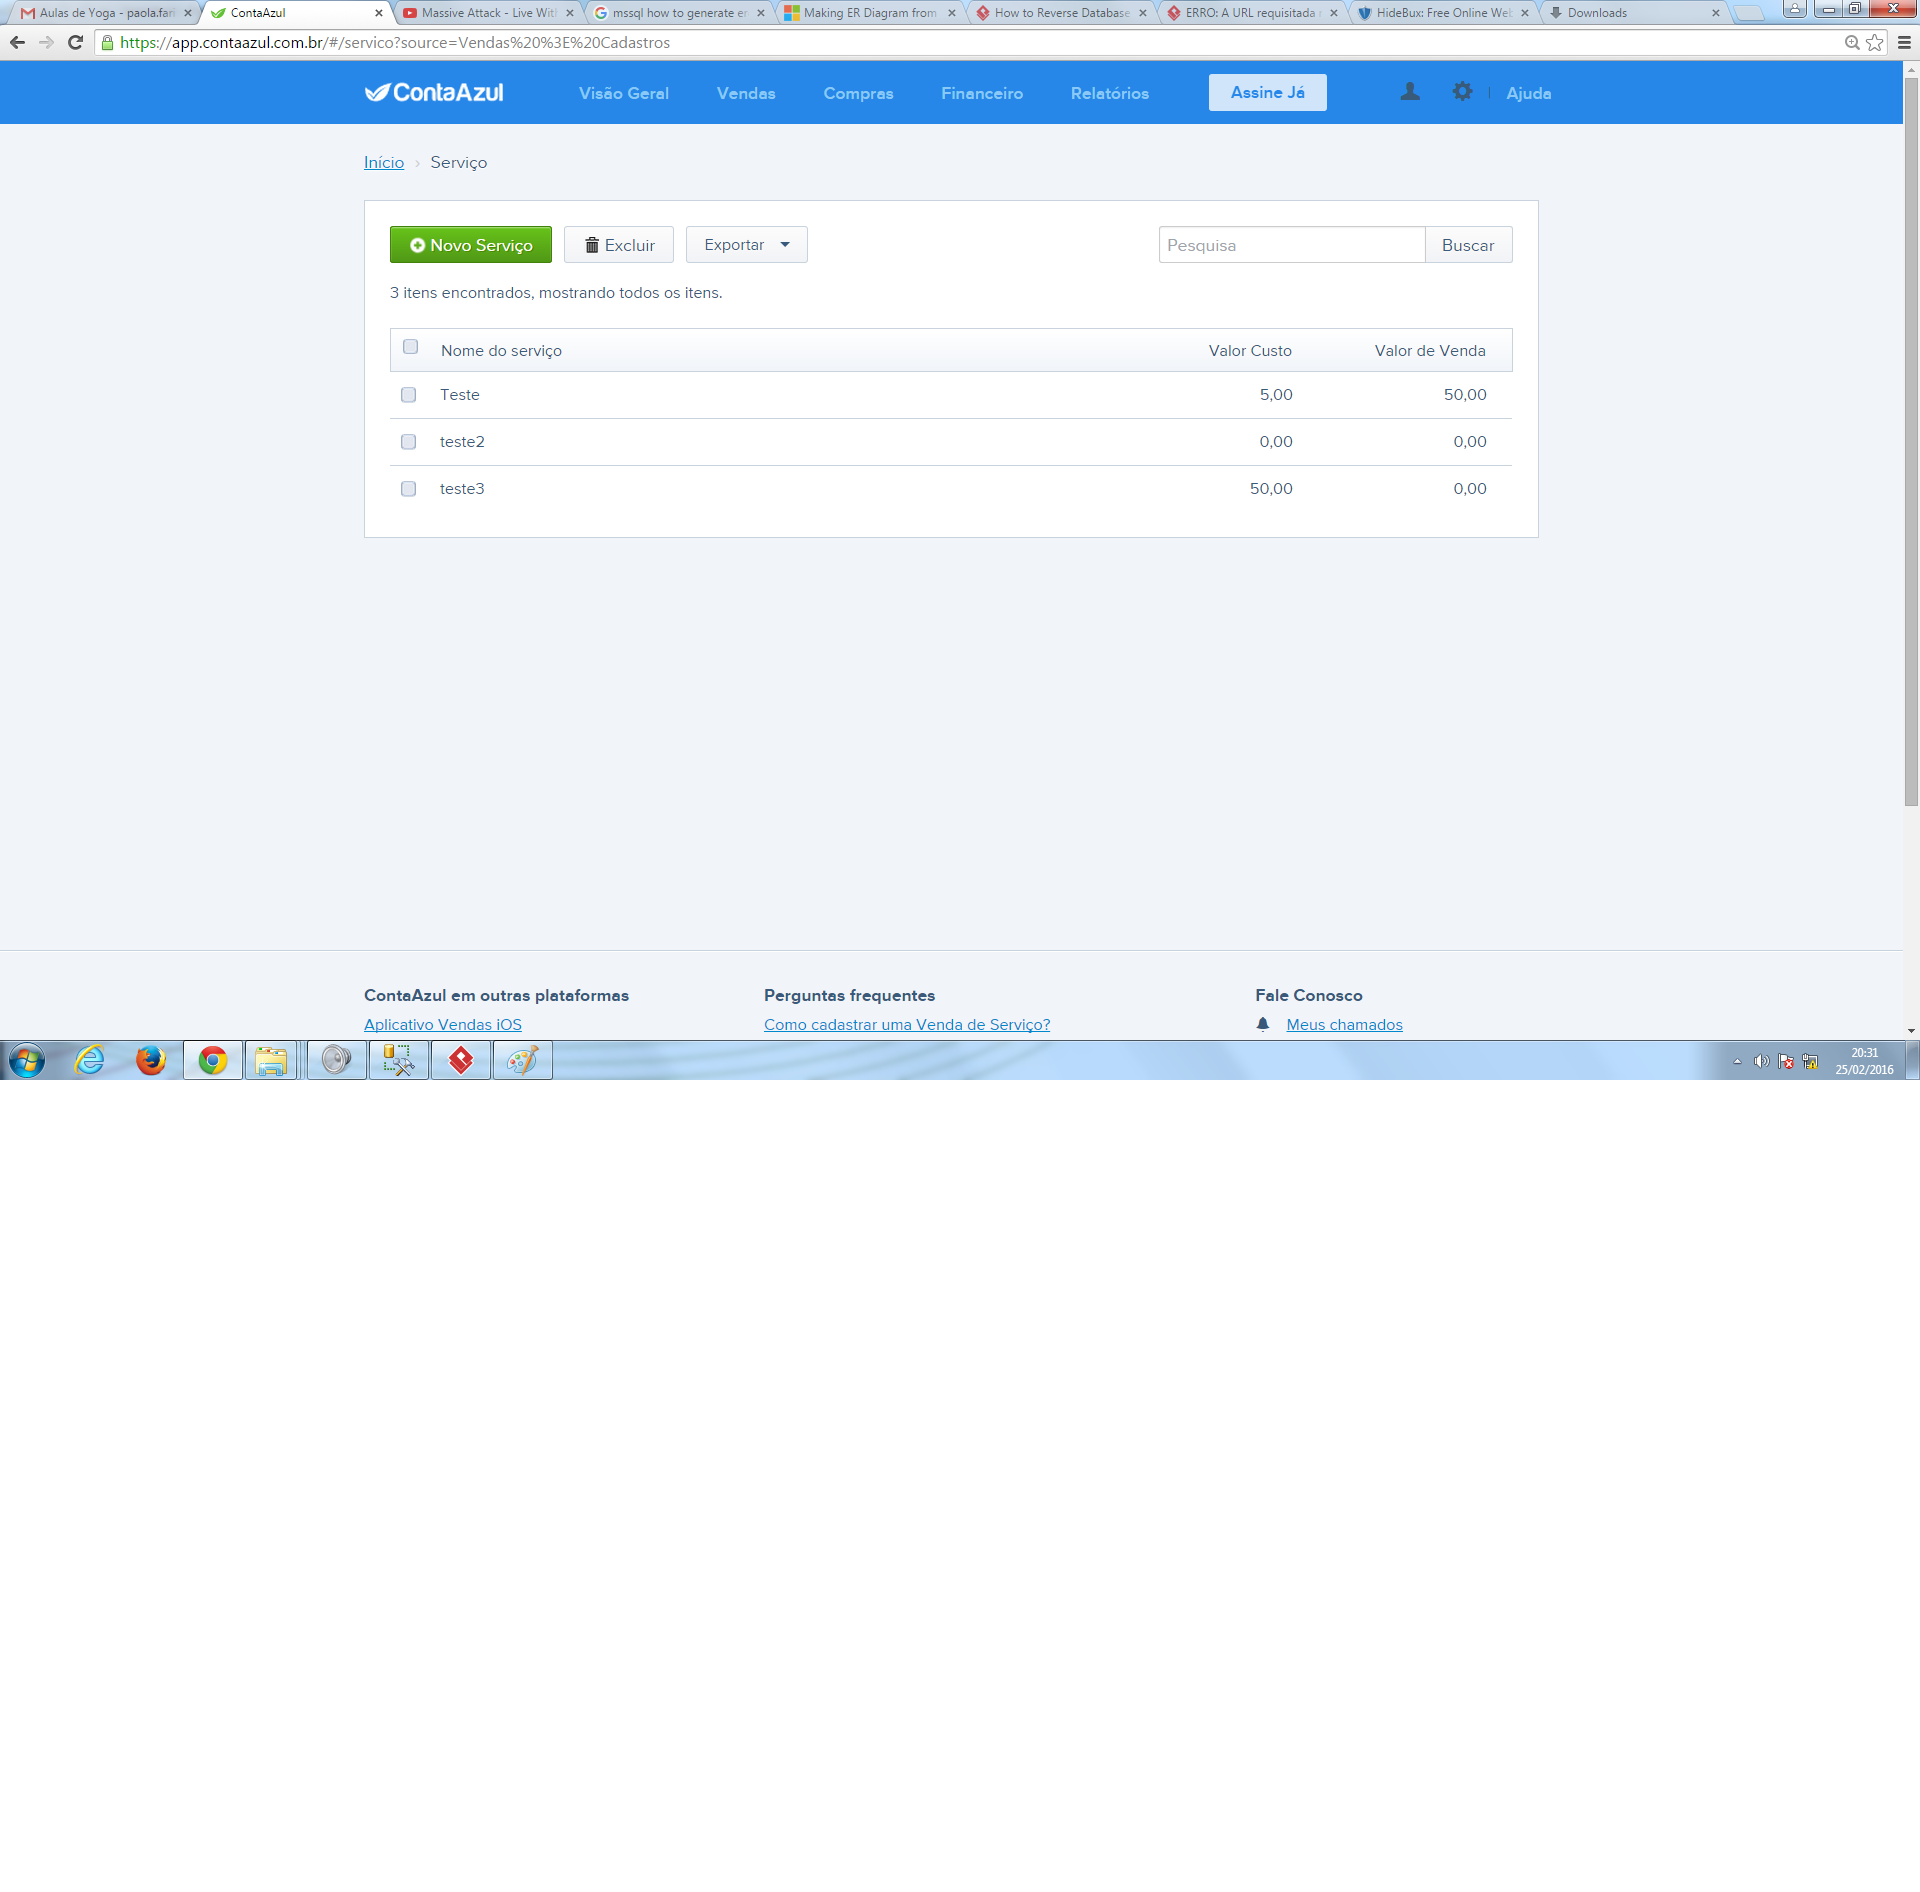 Aulas de Yoga - paola.fari
ContaAzul
Massive Attack - Live With
mssql how to generate er
Making ER Diagram from
How to Reverse Database
ERRO: A URL requisitada
HideBux: Free Online Web
Downloads
https://app.contaazul.com.br/#/servico?source=Vendas%20%3E%20Cadastros
ContaAzul
Visão Geral
Vendas
Compras
Financeiro
Relatórios
Assine Já
Ajuda
Início › Serviço
Novo Serviço
Excluir
Exportar
Pesquisa
Buscar
3 itens encontrados, mostrando todos os itens.
Nome do serviço Valor Custo Valor de Venda
Teste 5,00 50,00
teste2 0,00 0,00
teste3 50,00 0,00
ContaAzul em outras plataformas
Aplicativo Vendas iOS
Perguntas frequentes
Como cadastrar uma Venda de Serviço?
Fale Conosco
Meus chamados
20:31
25/02/2016